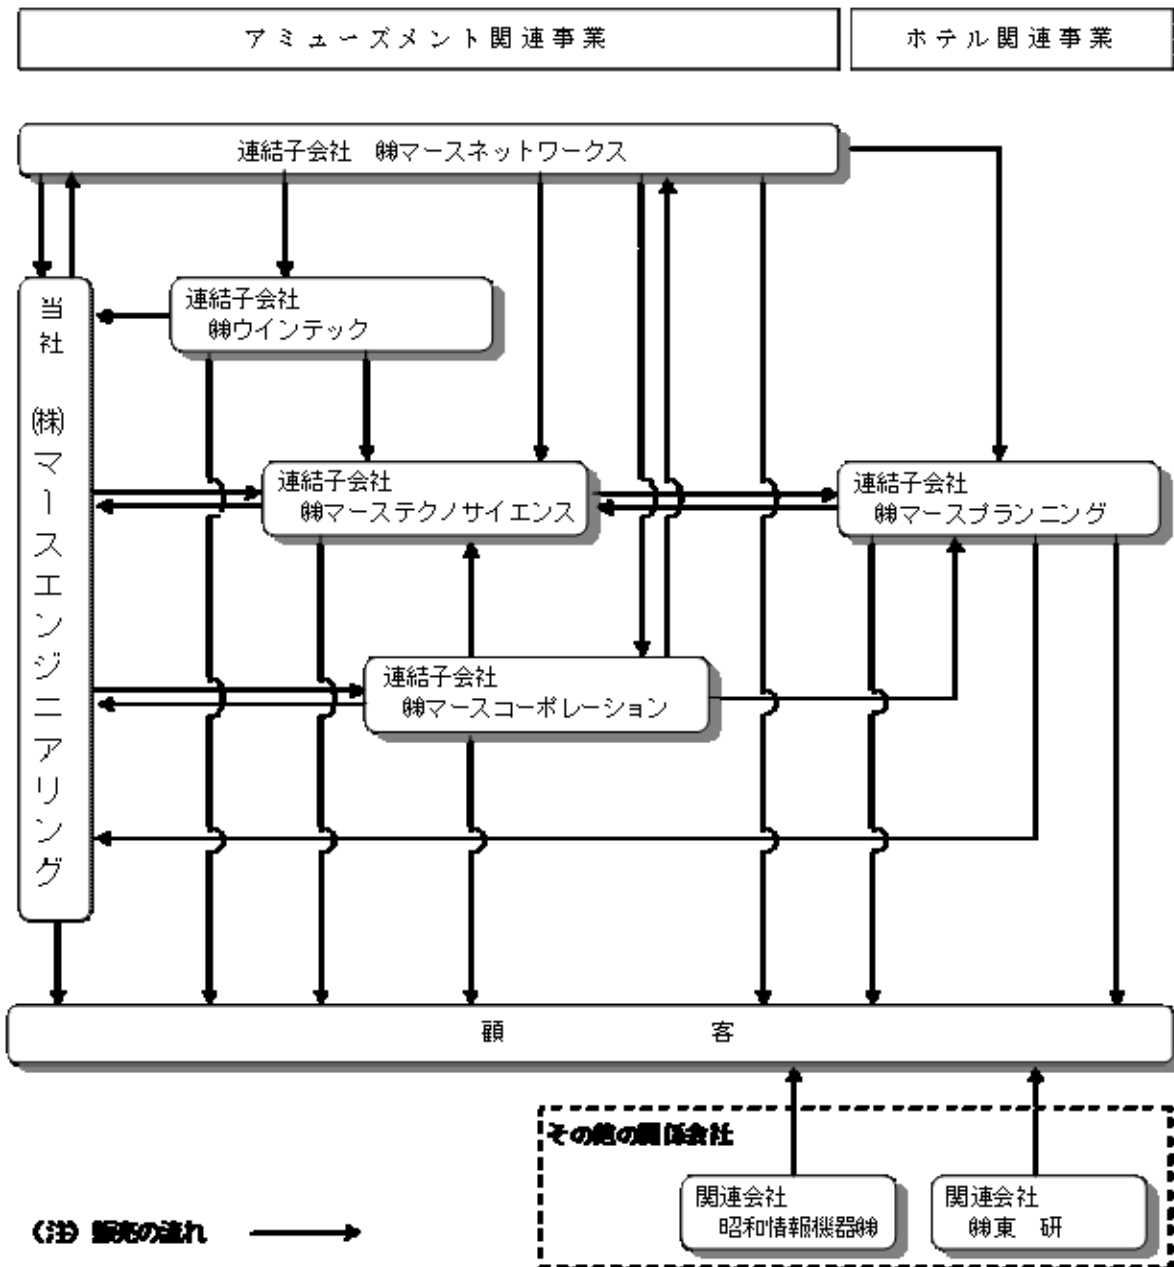 アミューズメント関連事業
ホテル関連事業
連結子会社 ㈱マースネットワークス
当社 ㈱マースエンジニアリング
連結子会社
㈱ウインテック
連結子会社
㈱マーステクノサイエンス
連結子会社
㈱マースプランニング
連結子会社
㈱マースコーポレーション
顧客
その他の関係会社
関連会社
昭和情報機器㈱
関連会社
㈱東 研
(注) 販売の流れ